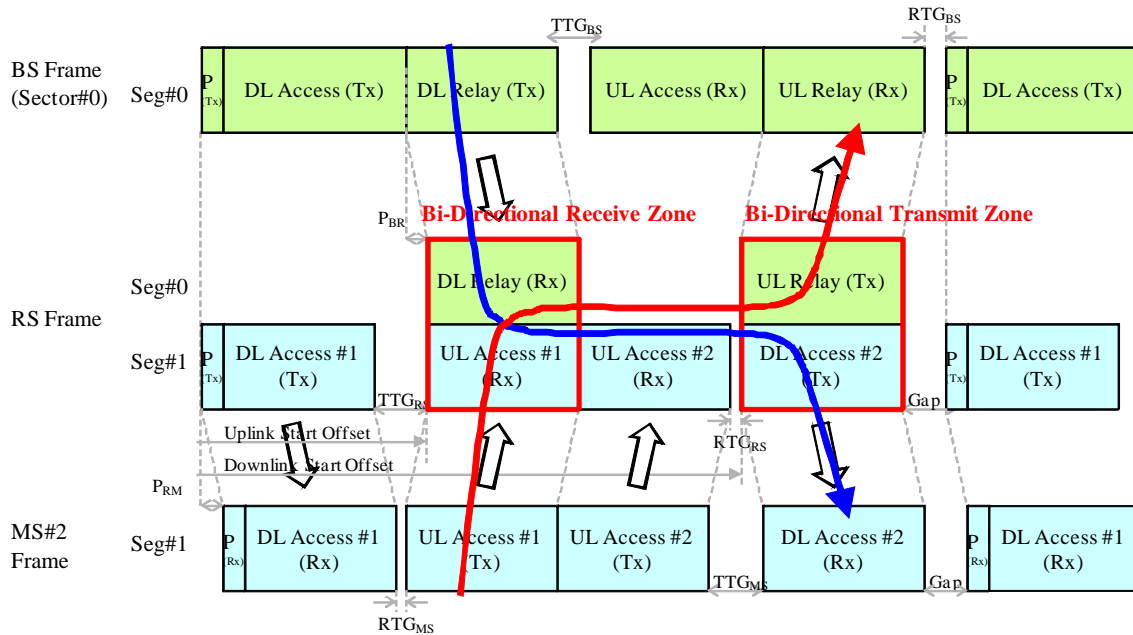 TTG_BS RTG_BS
BS Frame
(Sector#0)
Seg#0
P (Tx) DL Access (Tx) DL Relay (Tx) UL Access (Rx) UL Relay (Rx) P (Tx) DL Access (Tx)
P_BR
Bi-Directional Receive Zone Bi-Directional Transmit Zone
Seg#0
DL Relay (Rx) UL Relay (Tx)
RS Frame
Seg#1
P (Tx) DL Access #1 (Tx) UL Access #1 (Rx) UL Access #2 (Rx) DL Access #2 (Tx) P (Tx) DL Access #1 (Tx)
TTG_RS Gap
Uplink Start Offset
RTG_RS
Downlink Start Offset
P_RM
MS#2
Frame
Seg#1
P (Rx) DL Access #1 (Rx) UL Access #1 (Tx) UL Access #2 (Tx) DL Access #2 (Rx) P (Rx) DL Access #1 (Rx)
TTG_MS Gap
RTG_MS